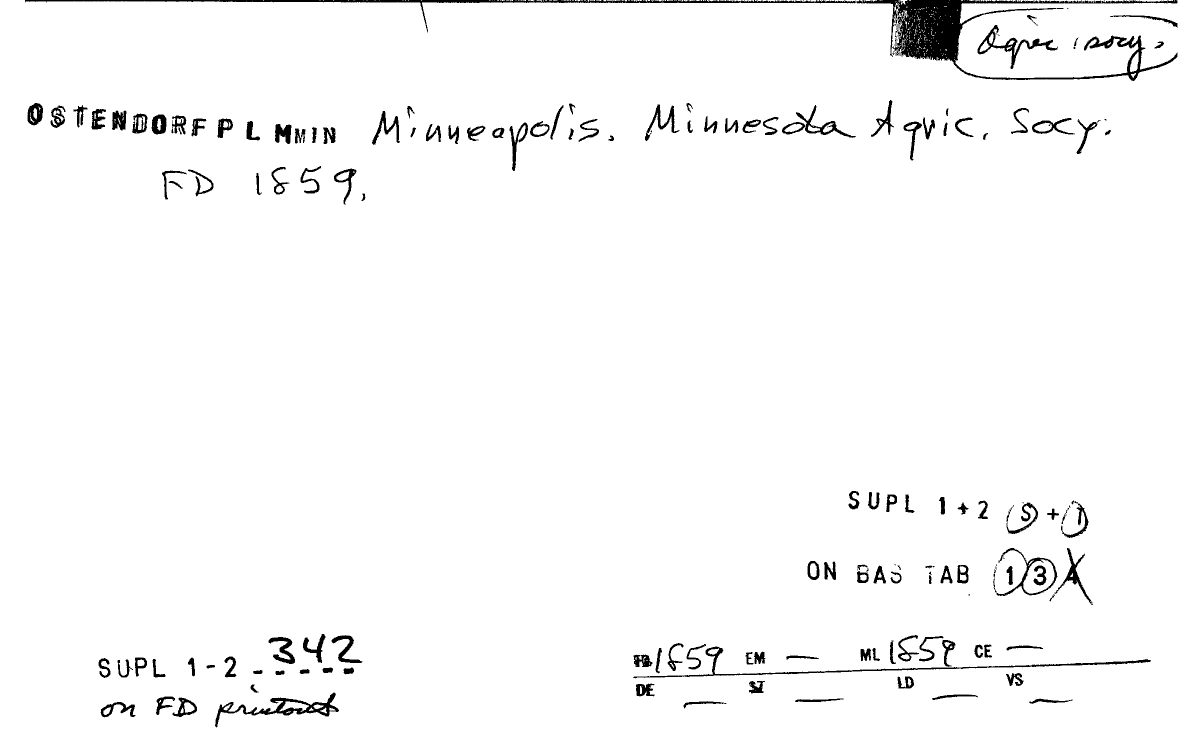 Agric. socy.
OSTENDORF P L MMIN Minneapolis. Minnesota Agric. Socy.
FD 1859.
SUPL 1+2 S + T
ON BAS TAB 1 3 4
SUPL 1-2 342
on FD printout
FD 1859 EM — ML 1859 CE —
DE — ST — LD — VS —